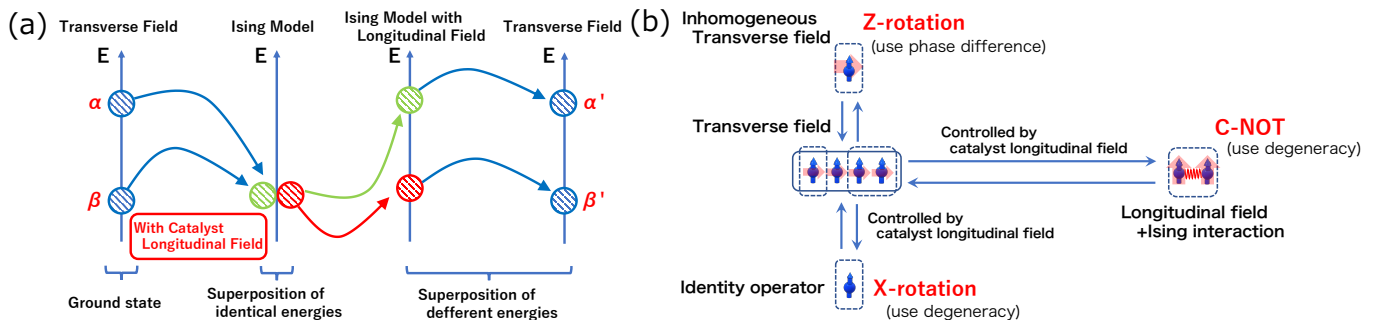 (a)
Transverse Field
Ising Model
Ising Model with
Longitudinal Field
Transverse Field
E
E
E
E
α
β
α'
β'
With Catalyst
Longitudinal Field
Ground state
Superposition of
identical energies
Superposition of
defferent energies
(b)
Inhomogeneous
Transverse field
Z-rotation
(use phase difference)
Transverse field
Controlled by
catalyst longitudinal field
C-NOT
(use degeneracy)
Longitudinal field
+Ising interaction
Controlled by
catalyst longitudinal field
Identity operator
X-rotation
(use degeneracy)